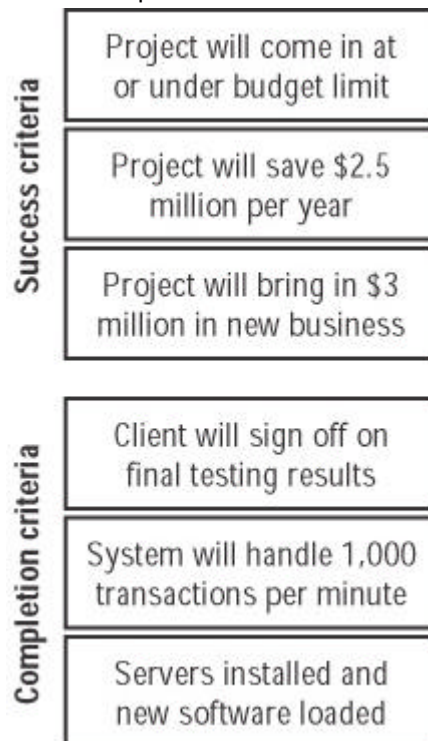 Success criteria
Project will come in at
or under budget limit
Project will save $2.5
million per year
Project will bring in $3
million in new business
Completion criteria
Client will sign off on
final testing results
System will handle 1,000
transactions per minute
Servers installed and
new software loaded